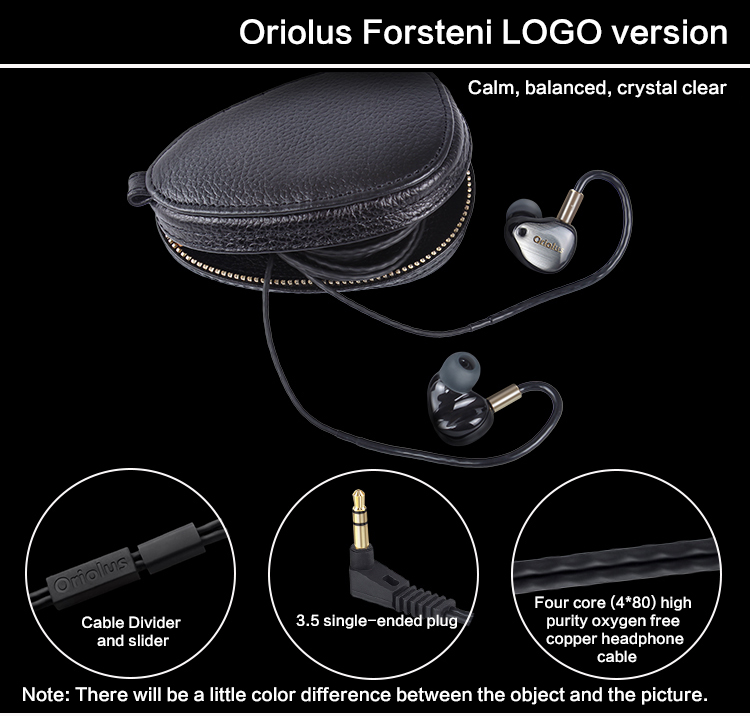 Oriolus Forsteni LOGO version
Calm, balanced, crystal clear
Oriolus
Oriolus
Cable Divider
and slider
3.5 single-ended plug
Four core (4*80) high
purity oxygen free
copper headphone
cable
Note: There will be a little color difference between the object and the picture.